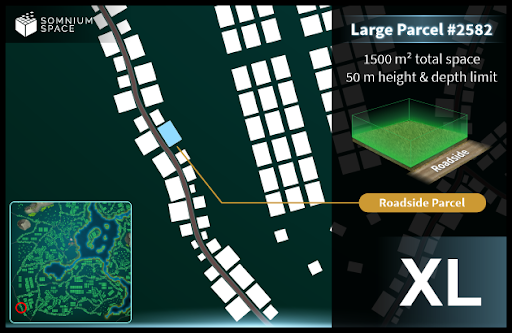 SOMNIUM
SPACE
Large Parcel #2582
1500 m² total space
50 m height & depth limit
Roadside
Roadside Parcel
XL